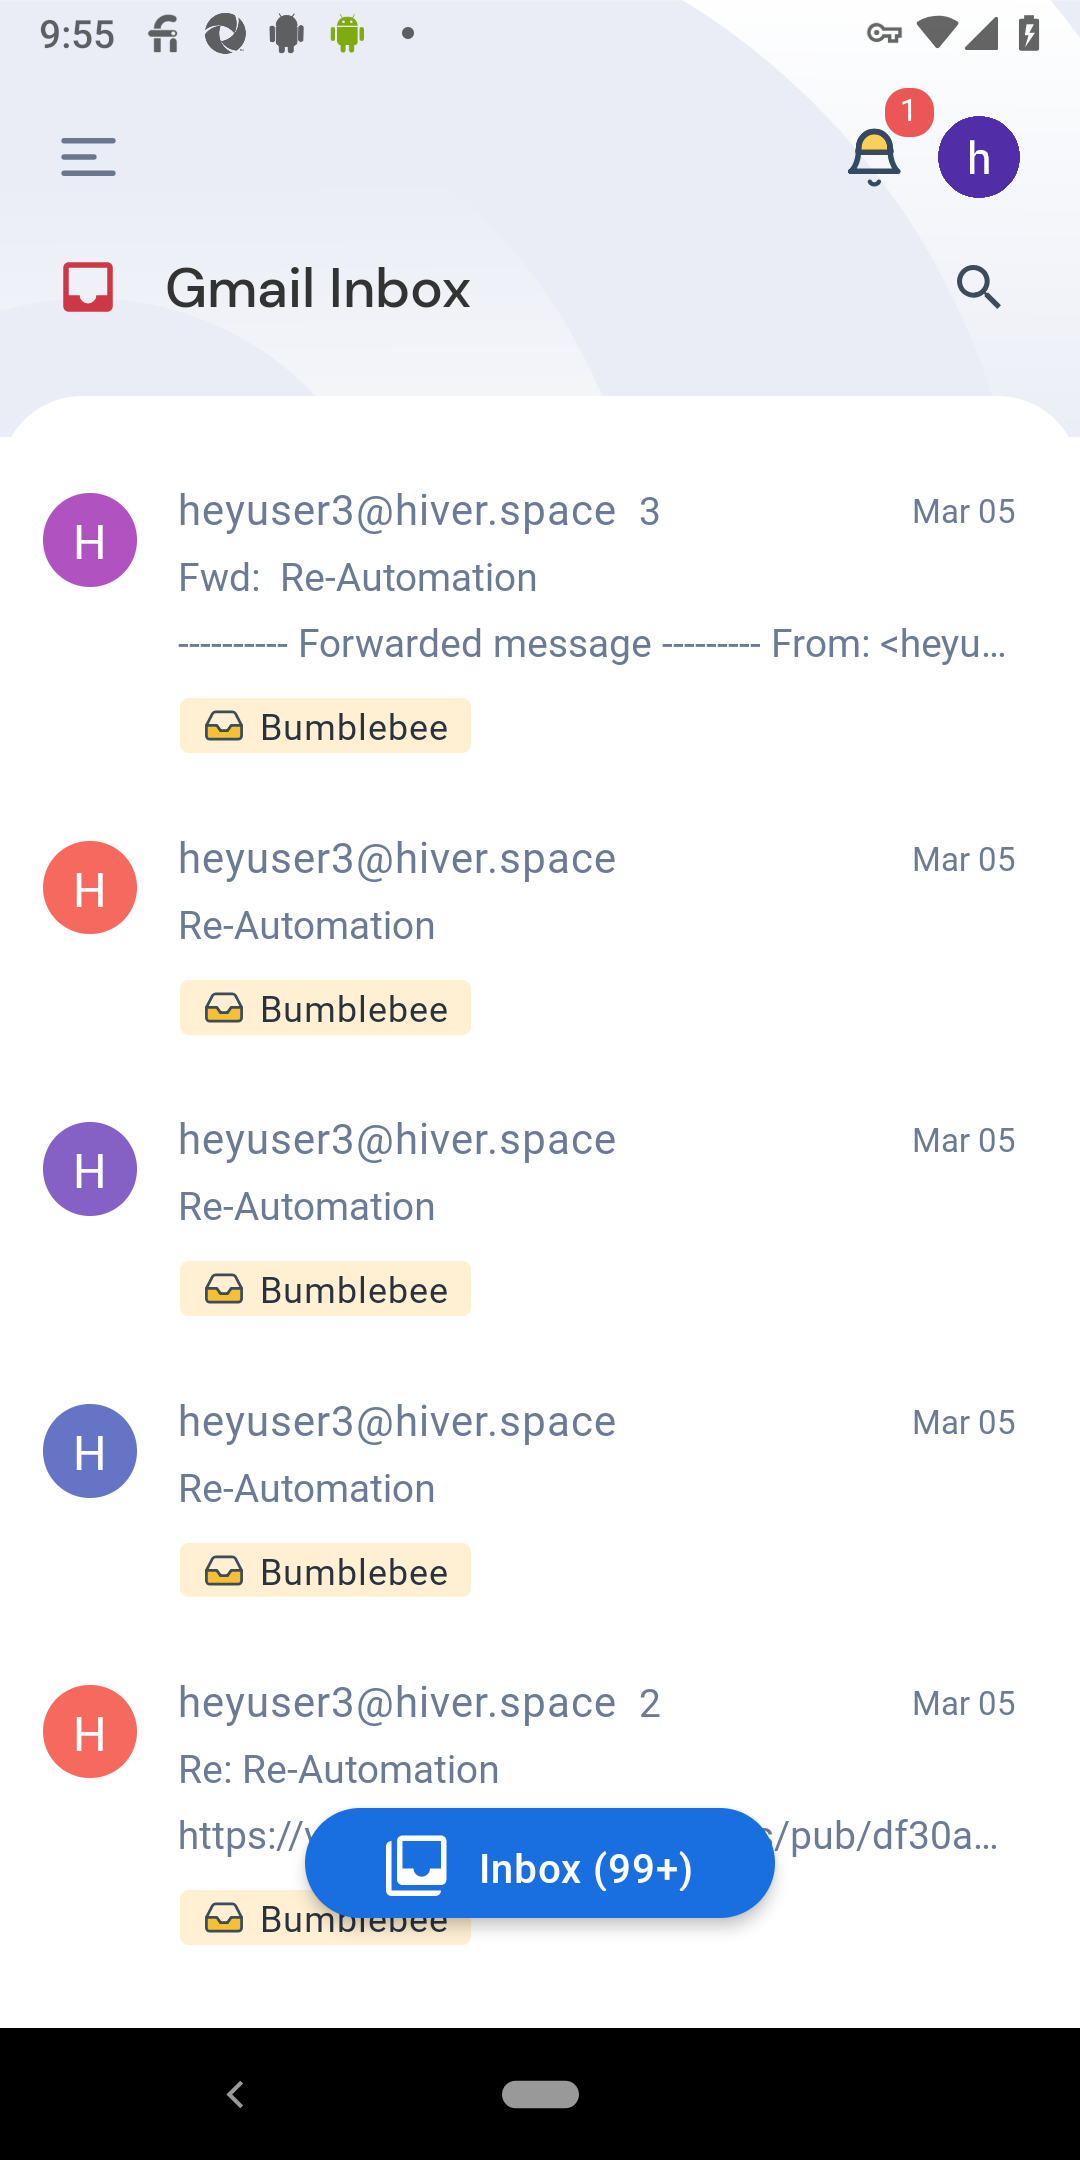 9:55
1
h
Gmail Inbox
H
heyuser3@hiver.space 3
Mar 05
Fwd: Re-Automation
---------- Forwarded message --------- From: <heyu...
Bumblebee
H
heyuser3@hiver.space
Mar 05
Re-Automation
Bumblebee
H
heyuser3@hiver.space
Mar 05
Re-Automation
Bumblebee
H
heyuser3@hiver.space
Mar 05
Re-Automation
Bumblebee
H
heyuser3@hiver.space 2
Mar 05
Re: Re-Automation
https:// /pub/df30a...
Inbox (99+)
Bumblebee